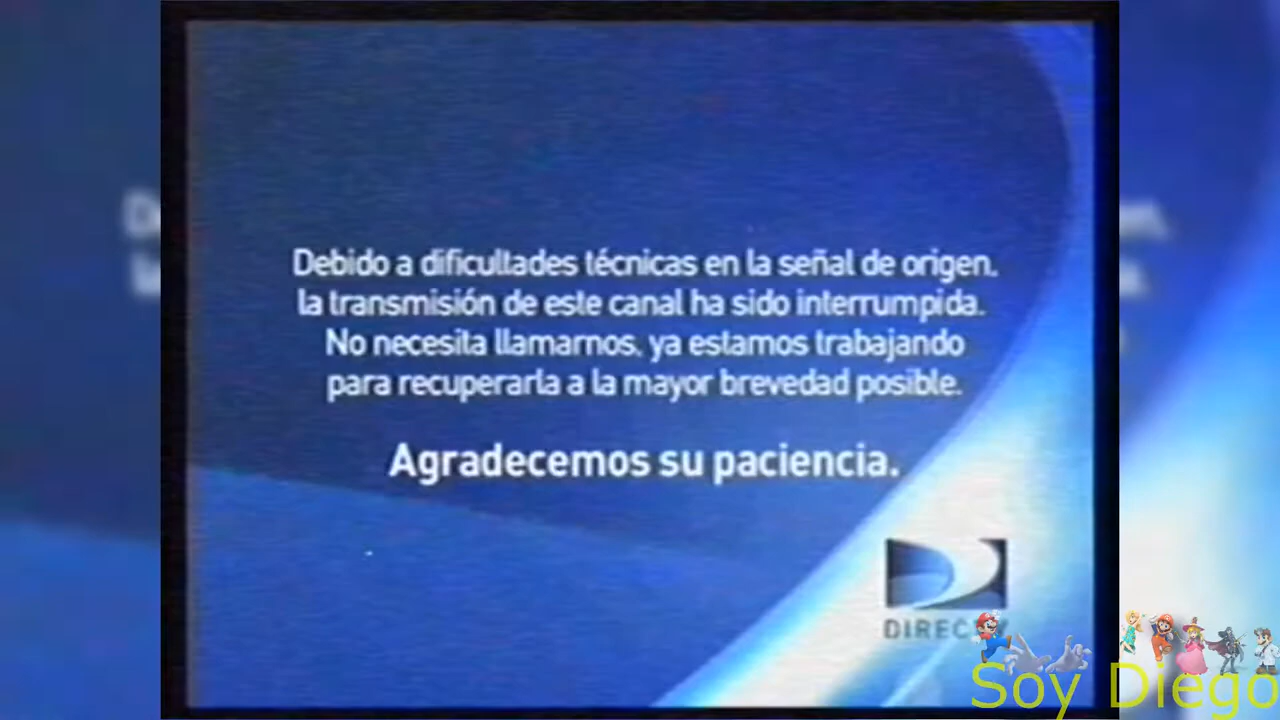 Debido a dificultades técnicas en la señal de origen,
la transmisión de este canal ha sido interrumpida.
No necesita llamarnos, ya estamos trabajando
para recuperarla a la mayor brevedad posible.
Agradecemos su paciencia.
DIREC
Soy Diego